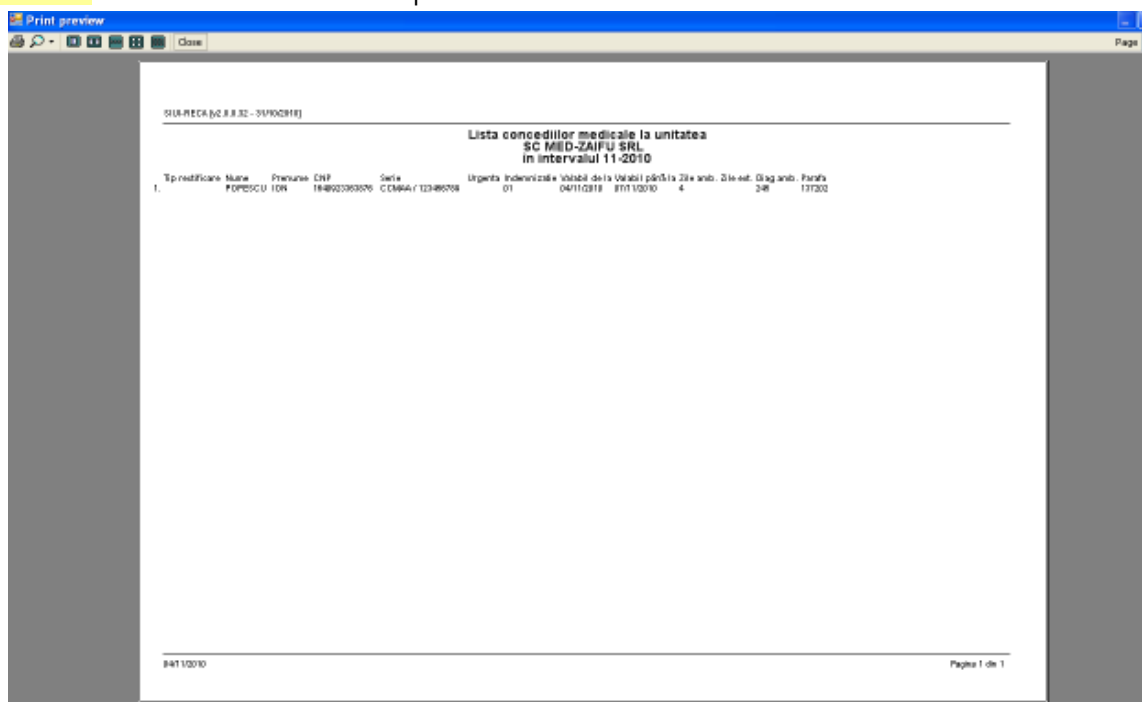 Print preview
Close Page
SIUI-RECA [v2.0.0.32 - 31/10/2010]
Lista concediilor medicale la unitatea
SC MED-ZAIFU SRL
in intervalul 11-2010
Tip rectificare Nume Prenume CNP Serie Urgenta Indemnizatie Valabil de la Valabil până la Zile amb. Zile est. Diag amb. Parafa
1. POPESCU ION CCMAA / 01 04/11/2010 07/11/2010 4 137202
04/11/2010 Pagina 1 din 1